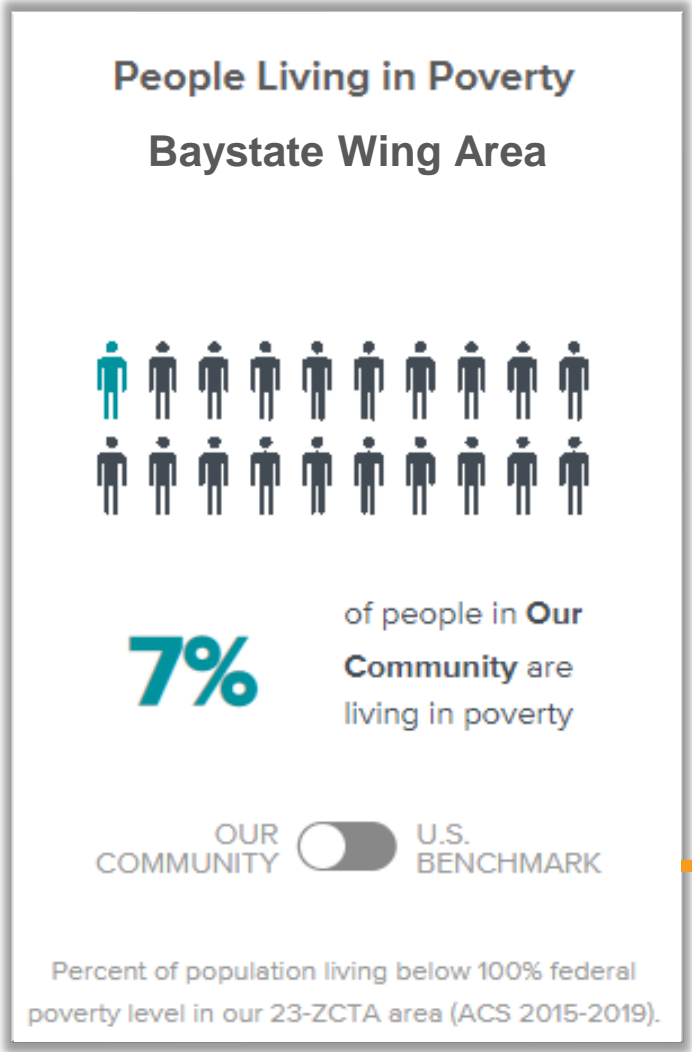 People Living in Poverty
Baystate Wing Area
7%
of people in Our
Community are
living in poverty
OUR
COMMUNITY
U.S.
BENCHMARK
Percent of population living below 100% federal
poverty level in our 23-ZCTA area (ACS 2015-2019).